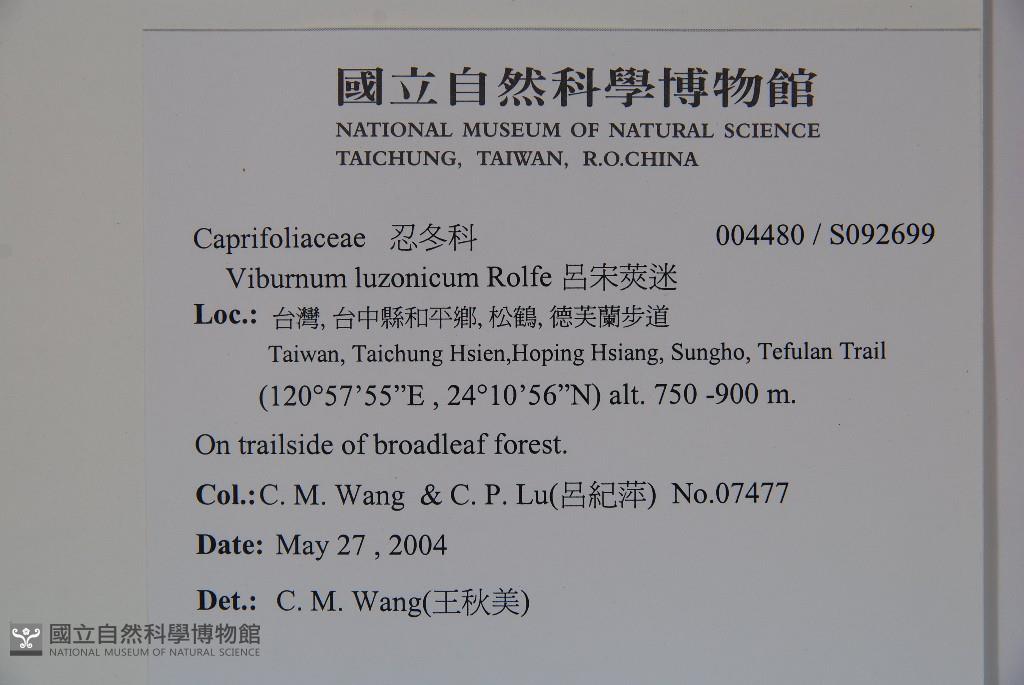 國立自然科學博物館
NATIONAL MUSEUM OF NATURAL SCIENCE
TAICHUNG, TAIWAN, R.O.CHINA
Caprifoliaceae 忍冬科 004480 / S092699
Viburnum luzonicum Rolfe 呂宋莢迷
Loc.: 台灣, 台中縣和平鄉, 松鶴, 德芙蘭步道
Taiwan, Taichung Hsien,Hoping Hsiang, Sungho, Tefulan Trail
(120°57’55”E , 24°10’56”N) alt. 750 -900 m.
On trailside of broadleaf forest.
Col.: C. M. Wang & C. P. Lu(呂紀萍) No.07477
Date: May 27 , 2004
Det.: C. M. Wang(王秋美)
國立自然科學博物館
NATIONAL MUSEUM OF NATURAL SCIENCE